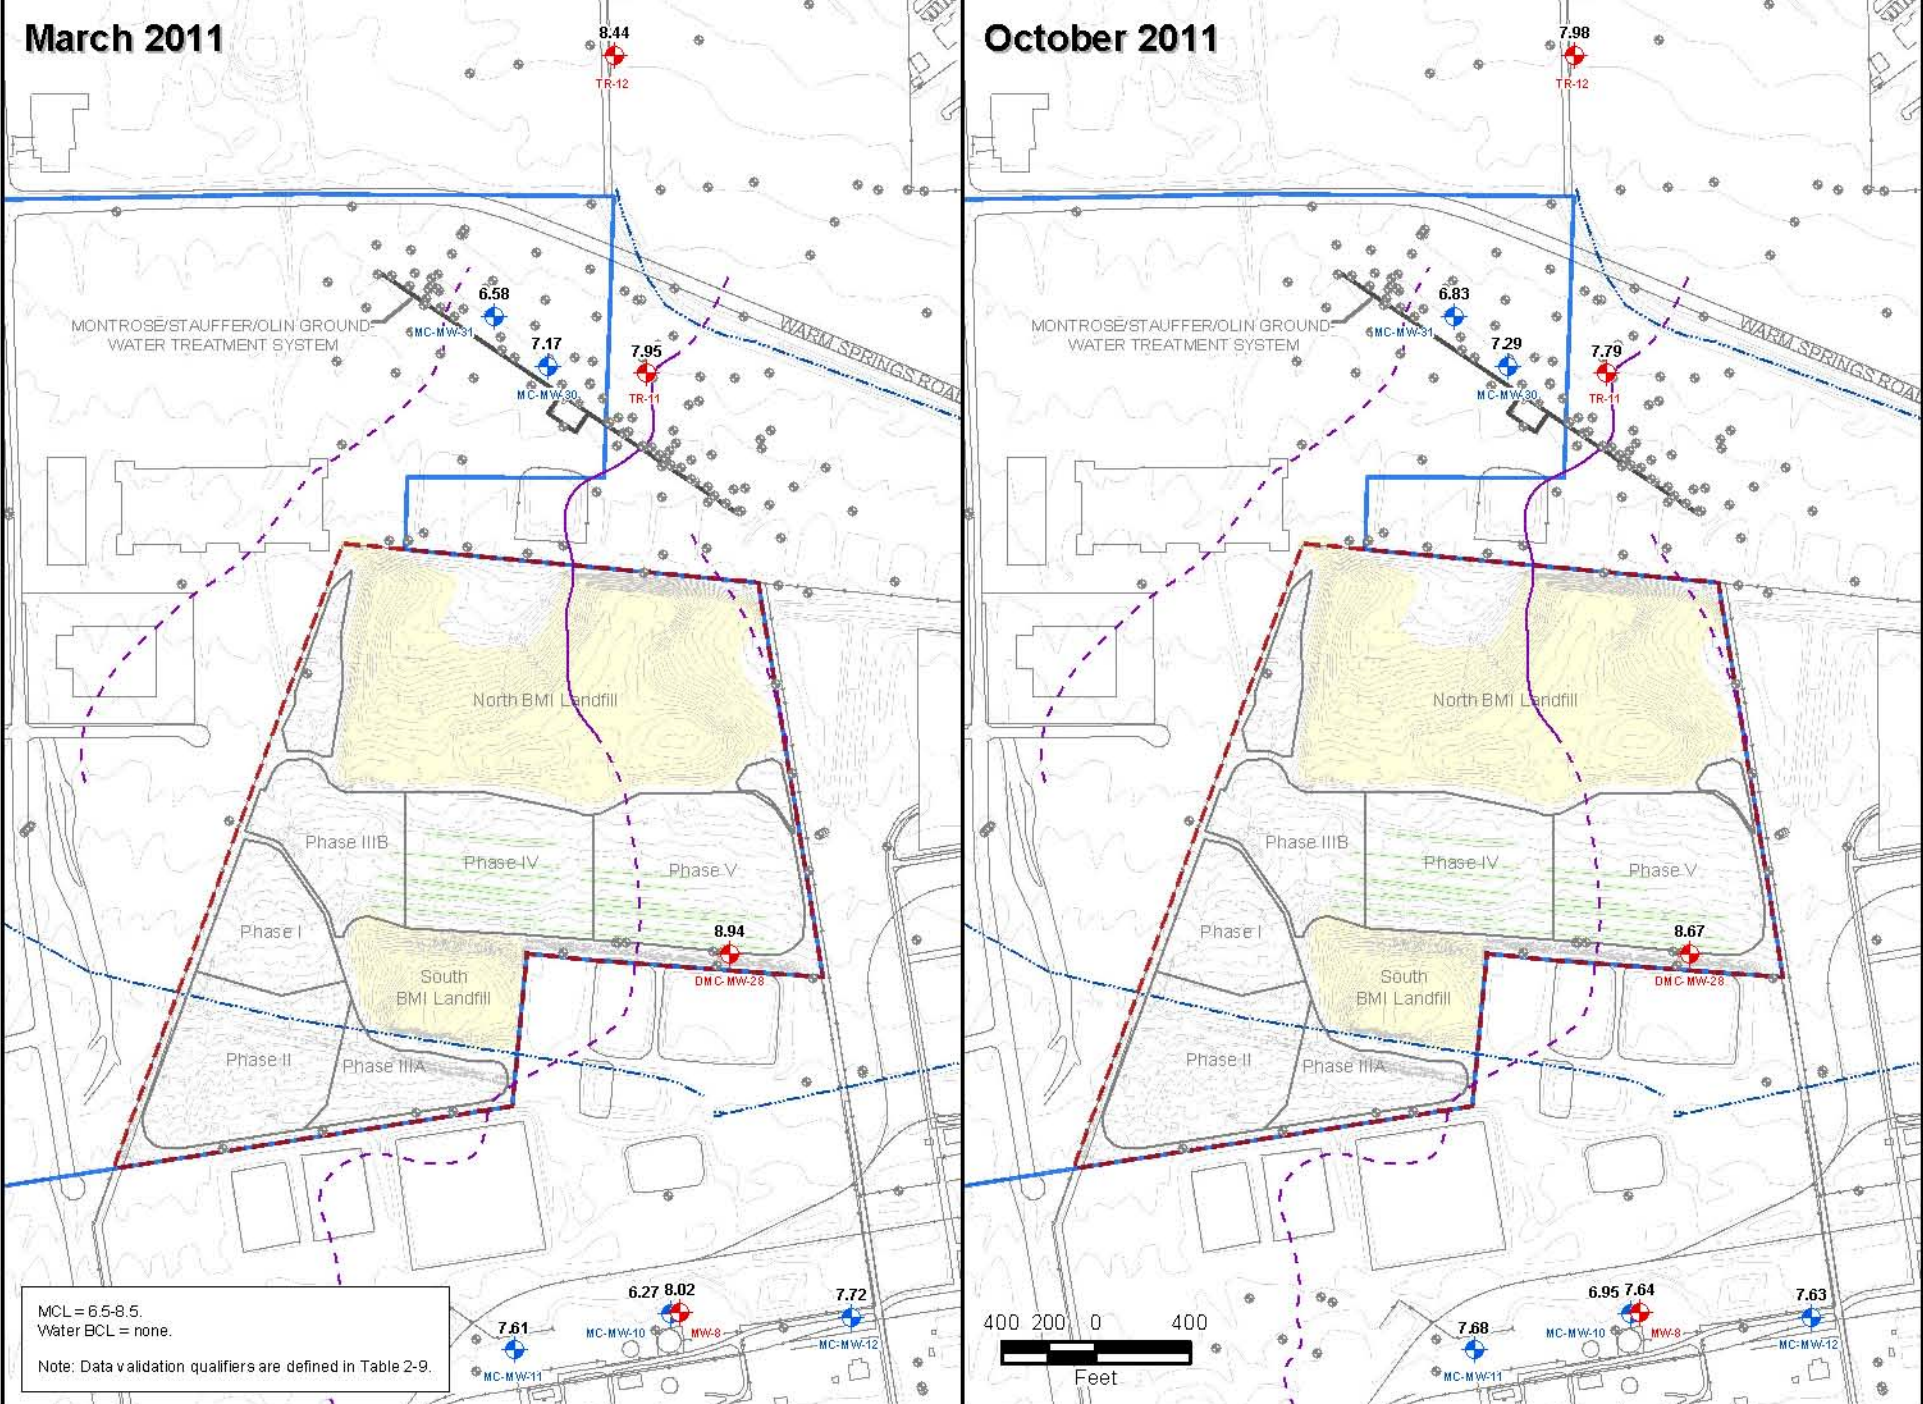 March 2011
8.44
TR-12
6.58
MC-MW-31
MONTROSE/STAUFFER/OLIN GROUND-
WATER TREATMENT SYSTEM
7.17
MC-MW-30
7.95
TR-11
WARM SPRINGS ROAD
North BMI Landfill
Phase IIIB
Phase IV
Phase V
Phase I
8.94
DMC-MW-28
South
BMI Landfill
Phase II
Phase IIIA
6.27 8.02
MC-MW-10 MW-8
7.72
MC-MW-12
7.61
MC-MW-11
MCL = 6.5-8.5.
Water BCL = none.
Note: Data validation qualifiers are defined in Table 2-9.
October 2011
7.98
TR-12
6.83
MC-MW-31
MONTROSE/STAUFFER/OLIN GROUND-
WATER TREATMENT SYSTEM
7.29
MC-MW-30
7.79
TR-11
WARM SPRINGS ROAD
North BMI Landfill
Phase IIIB
Phase IV
Phase V
Phase I
8.67
DMC-MW-28
South
BMI Landfill
Phase II
Phase IIIA
6.95 7.64
MC-MW-10 MW-8
7.63
MC-MW-12
7.68
MC-MW-11
400 200 0 400
Feet